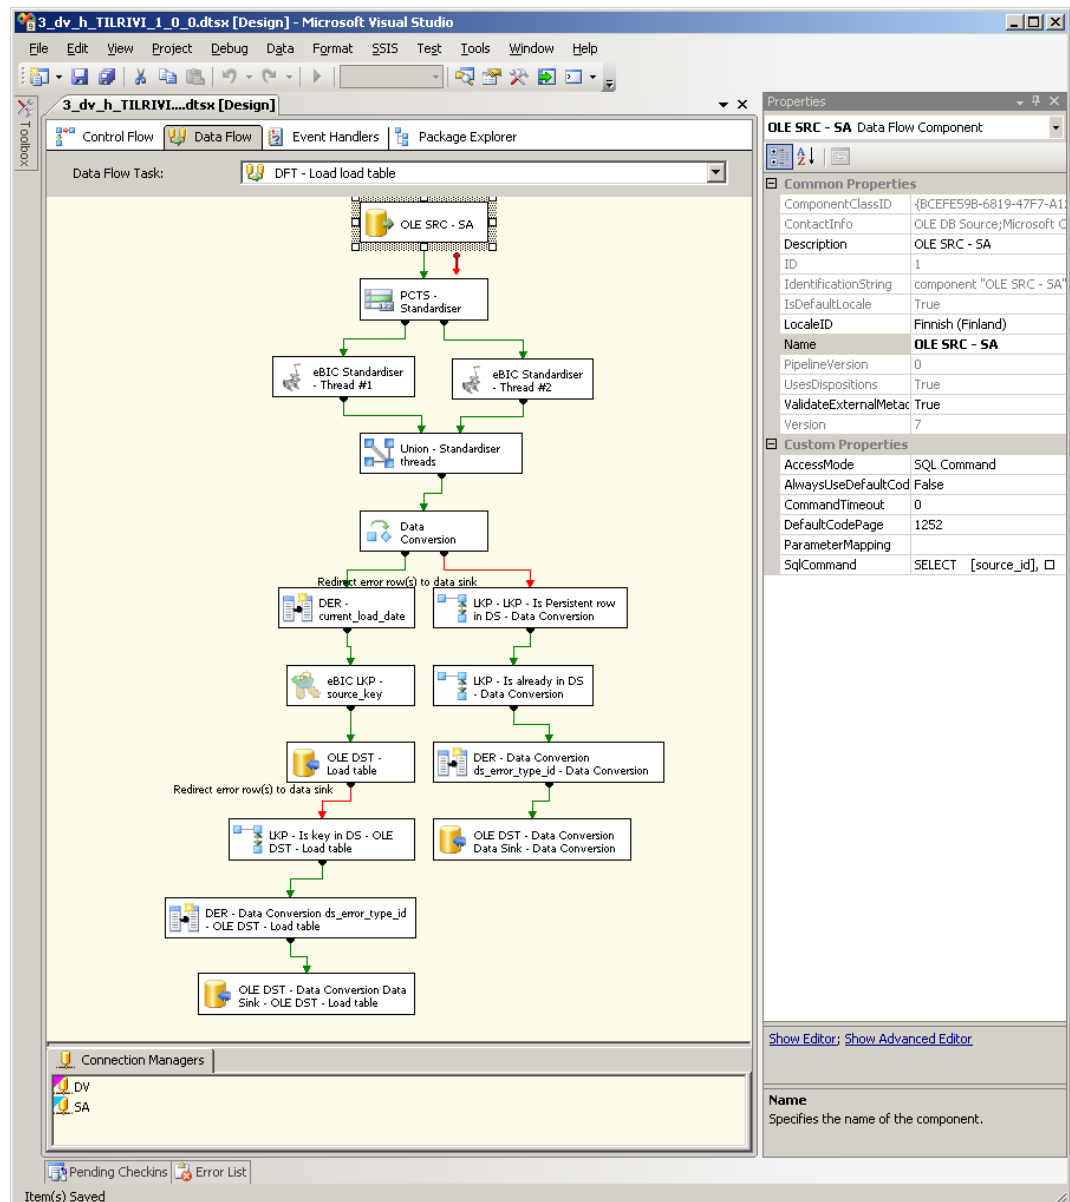 3_dv_h_TILRIVI_1_0_0.dtsx [Design] - Microsoft Visual Studio
File Edit View Project Debug Data Format SSIS Test Tools Window Help
Toolbox
3_dv_h_TILRIVI....dtsx [Design]
Control Flow Data Flow Event Handlers Package Explorer
Data Flow Task: DFT - Load load table
OLE SRC - SA
PCTS -
Standardiser
eBIC Standardiser
- Thread #1
eBIC Standardiser
- Thread #2
Union - Standardiser
threads
Data
Conversion
Redirect error row(s) to data sink
DER -
current_load_date
LKP - LKP - Is Persistent row
in DS - Data Conversion
eBIC LKP -
source_key
LKP - Is already in DS
- Data Conversion
OLE DST -
Load table
DER - Data Conversion
ds_error_type_id - Data Conversion
Redirect error row(s) to data sink
LKP - Is key in DS - OLE
DST - Load table
OLE DST - Data Conversion
Data Sink - Data Conversion
DER - Data Conversion ds_error_type_id
- OLE DST - Load table
OLE DST - Data Conversion Data
Sink - OLE DST - Load table
Connection Managers
DV
SA
Properties
OLE SRC - SA Data Flow Component
Common Properties
ComponentClassID {BCEFE59B-6819-47F7-A12
ContactInfo OLE DB Source;Microsoft C
Description OLE SRC - SA
ID 1
IdentificationString component "OLE SRC - SA"
IsDefaultLocale True
LocaleID Finnish (Finland)
Name OLE SRC - SA
PipelineVersion 0
UsesDispositions True
ValidateExternalMetac True
Version 7
Custom Properties
AccessMode SQL Command
AlwaysUseDefaultCod False
CommandTimeout 0
DefaultCodePage 1252
ParameterMapping
SqlCommand SELECT [source_id],
Show Editor; Show Advanced Editor
Name
Specifies the name of the component.
Pending Checkins Error List
Item(s) Saved